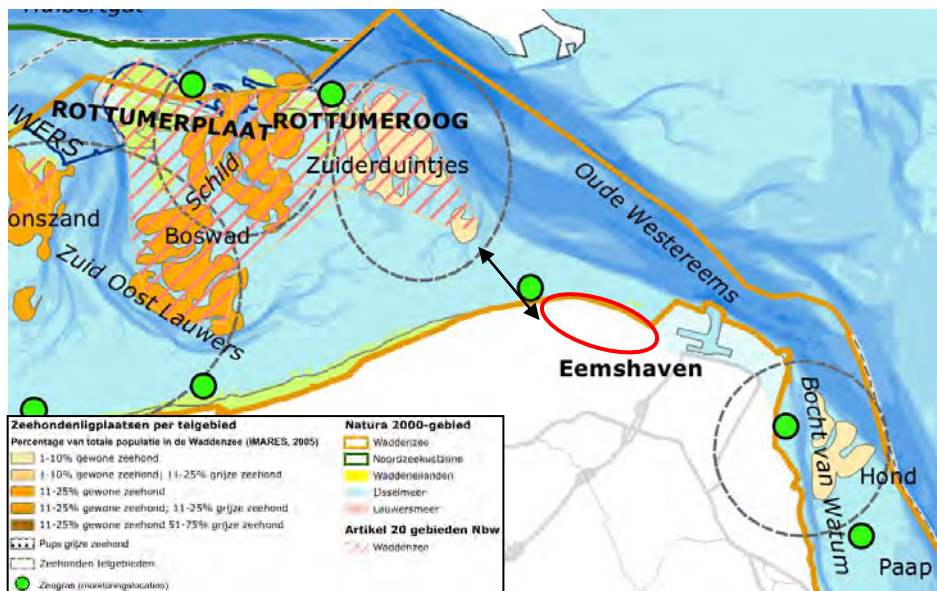 Huibertgat
ROTTUMERPLAAT
ROTTUMEROOG
UWERS
Schild
Zuiderduintjes
Oude Westereems
onszand
Boswad
Zuid Oost Lauwers
Eemshaven
Bocht van Watum
Hond
Paap
Zeehondenligplaatsen per telgebied
Percentage van totale populatie in de Waddenzee (IMARES, 2005)
1-10% gewone zeehond
1-10% gewone zeehond; 11-25% grijze zeehond
11-25% gewone zeehond
11-25% gewone zeehond; 11-25% grijze zeehond
11-25% gewone zeehond 51-75% grijze zeehond
Pups grijze zeehond
Zeehonden telgebieden
Zeegras (monitoringslocaties)
Natura 2000-gebied
Waddenzee
Noordzeekustzone
Waddeneilanden
IJsselmeer
Lauwersmeer
Artikel 20 gebieden Nbw
Waddenzee